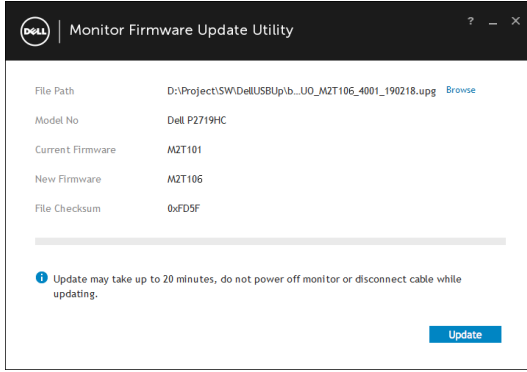 DELL Monitor Firmware Update Utility ? _ ×
File Path D:\Project\SW\DellUSBUp\b...UO_M2T106_4001_190218.upg Browse
Model No Dell P2719HC
Current Firmware M2T101
New Firmware M2T106
File Checksum 0xFD5F
Update may take up to 20 minutes, do not power off monitor or disconnect cable while
updating.
Update